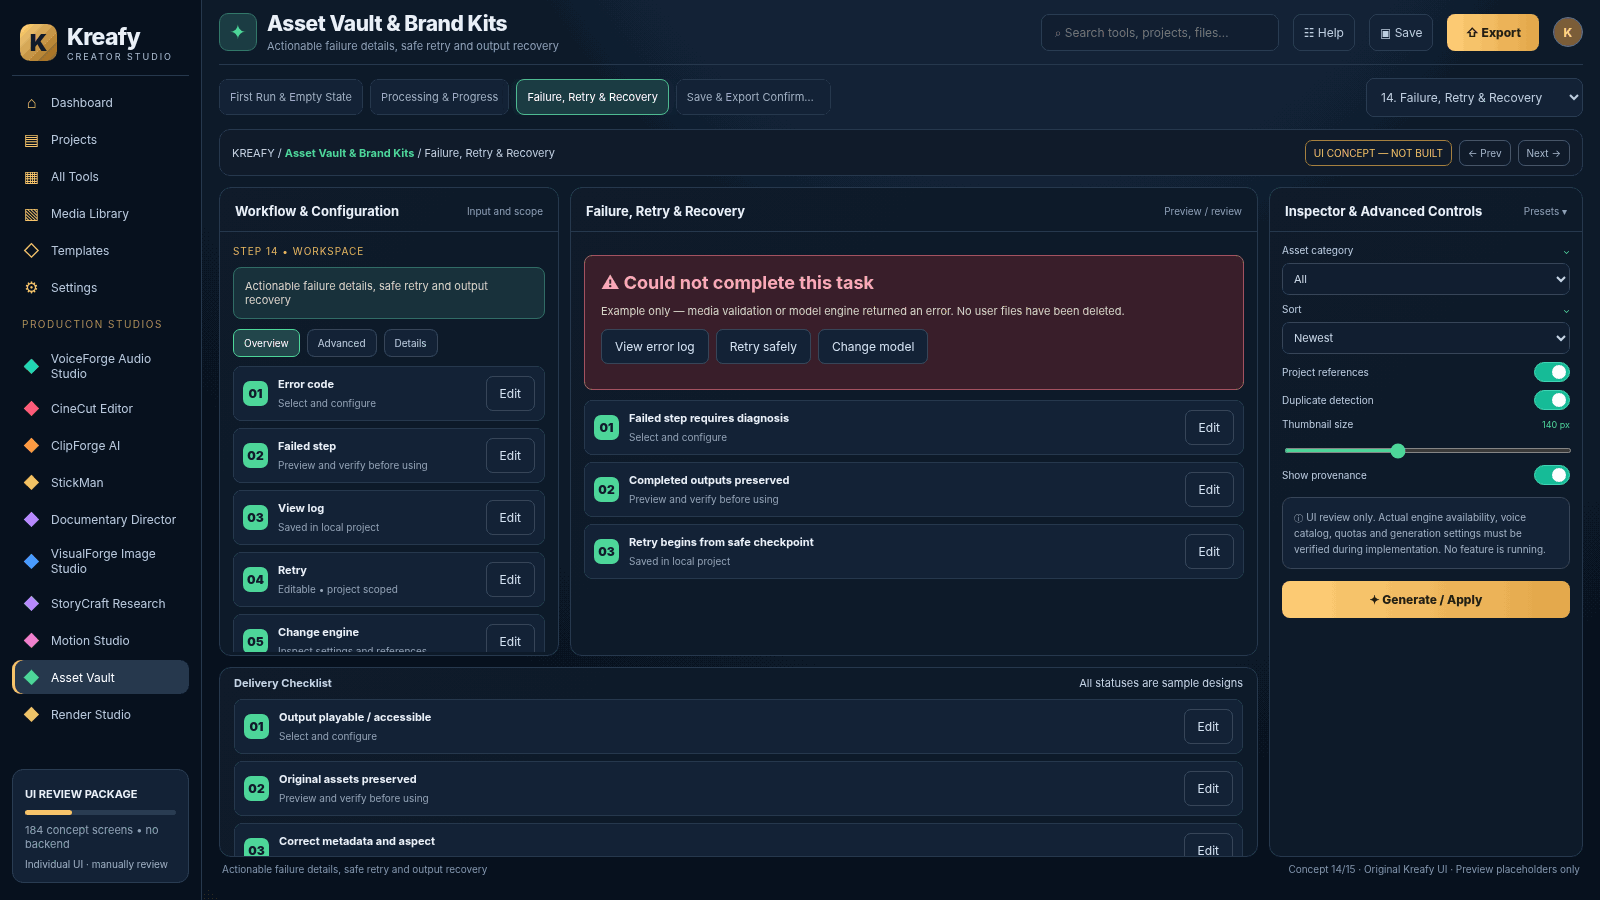 K
Kreafy
CREATOR STUDIO
Dashboard
Projects
All Tools
Media Library
Templates
Settings
PRODUCTION STUDIOS
VoiceForge Audio
Studio
CineCut Editor
ClipForge AI
StickMan
Documentary Director
VisualForge Image
Studio
StoryCraft Research
Motion Studio
Asset Vault
Render Studio
UI REVIEW PACKAGE
184 concept screens • no
backend
Individual UI · manually review
Asset Vault & Brand Kits
Actionable failure details, safe retry and output recovery
Search tools, projects, files...
Help
Save
Export
K
First Run & Empty State
Processing & Progress
Failure, Retry & Recovery
Save & Export Confirm...
14. Failure, Retry & Recovery
KREAFY / Asset Vault & Brand Kits / Failure, Retry & Recovery
UI CONCEPT — NOT BUILT
← Prev
Next →
Workflow & Configuration
Input and scope
STEP 14 • WORKSPACE
Actionable failure details, safe retry and output
recovery
Overview
Advanced
Details
01
Error code
Select and configure
Edit
02
Failed step
Preview and verify before using
Edit
03
View log
Saved in local project
Edit
04
Retry
Editable • project scoped
Edit
05
Change engine
Inspect settings and references
Edit
Failure, Retry & Recovery
Preview / review
⚠ Could not complete this task
Example only — media validation or model engine returned an error. No user files have been deleted.
View error log
Retry safely
Change model
01
Failed step requires diagnosis
Select and configure
Edit
02
Completed outputs preserved
Preview and verify before using
Edit
03
Retry begins from safe checkpoint
Saved in local project
Edit
Delivery Checklist
All statuses are sample designs
01
Output playable / accessible
Select and configure
Edit
02
Original assets preserved
Preview and verify before using
Edit
03
Correct metadata and aspect
Edit
Inspector & Advanced Controls
Presets ▾
Asset category
All
Sort
Newest
Project references
Duplicate detection
Thumbnail size
140 px
Show provenance
ⓘ UI review only. Actual engine availability, voice
catalog, quotas and generation settings must be
verified during implementation. No feature is running.
✦ Generate / Apply
Actionable failure details, safe retry and output recovery
Concept 14/15 · Original Kreafy UI · Preview placeholders only